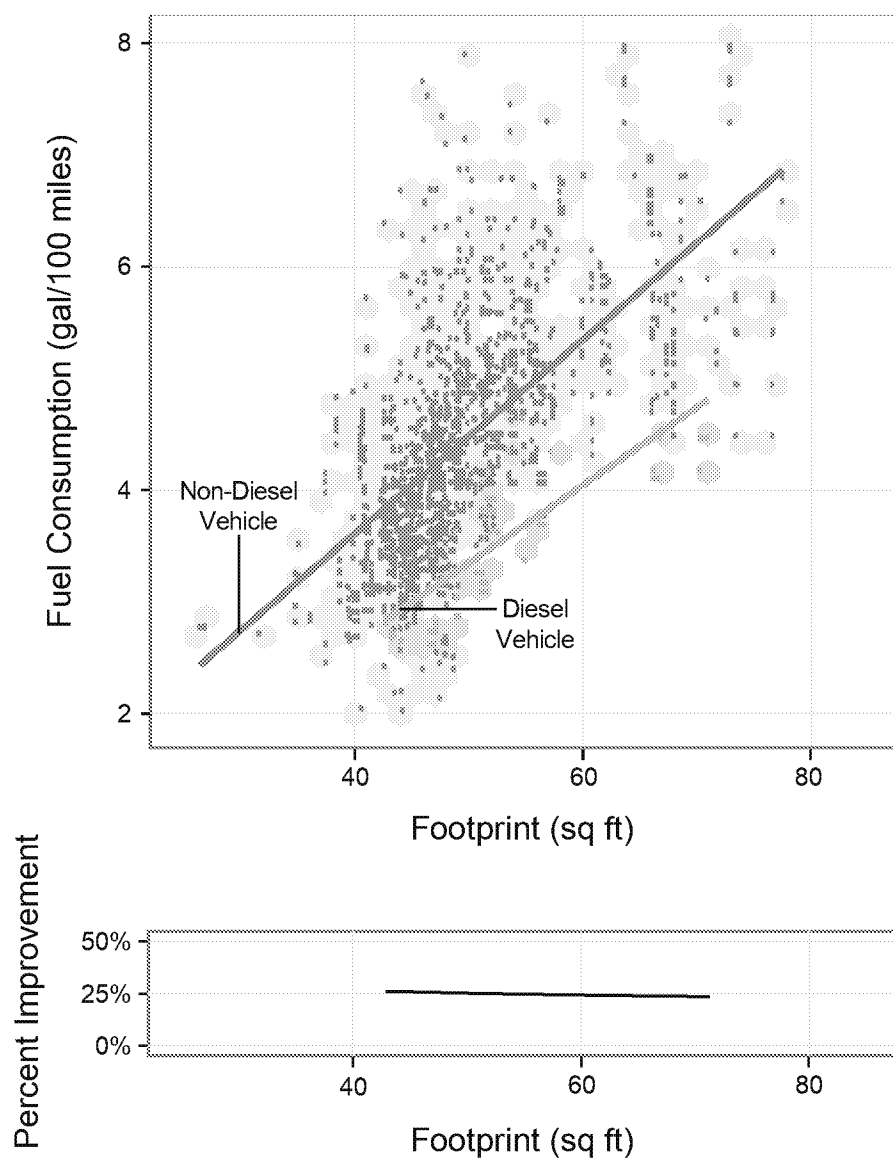 8
6
4
2
Fuel Consumption (gal/100 miles)
Non-Diesel
Vehicle
Diesel
Vehicle
40
60
80
Footprint (sq ft)
Percent Improvement
50%
25%
0%
40
60
80
Footprint (sq ft)